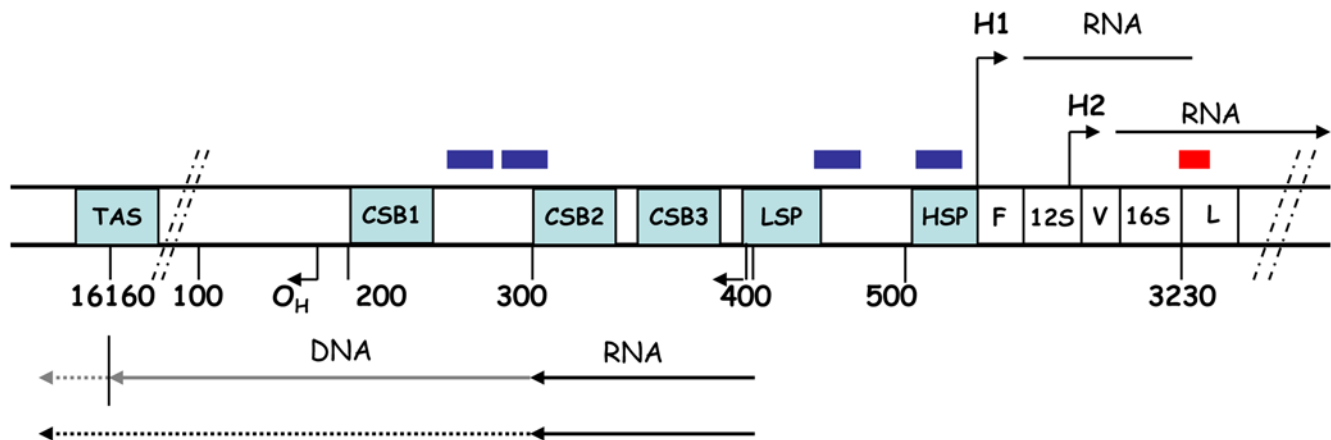 H1 RNA
H2 RNA
TAS CSB1 CSB2 CSB3 LSP HSP F 12S V 16S L
16160 100 OH 200 300 400 500 3230
DNA RNA